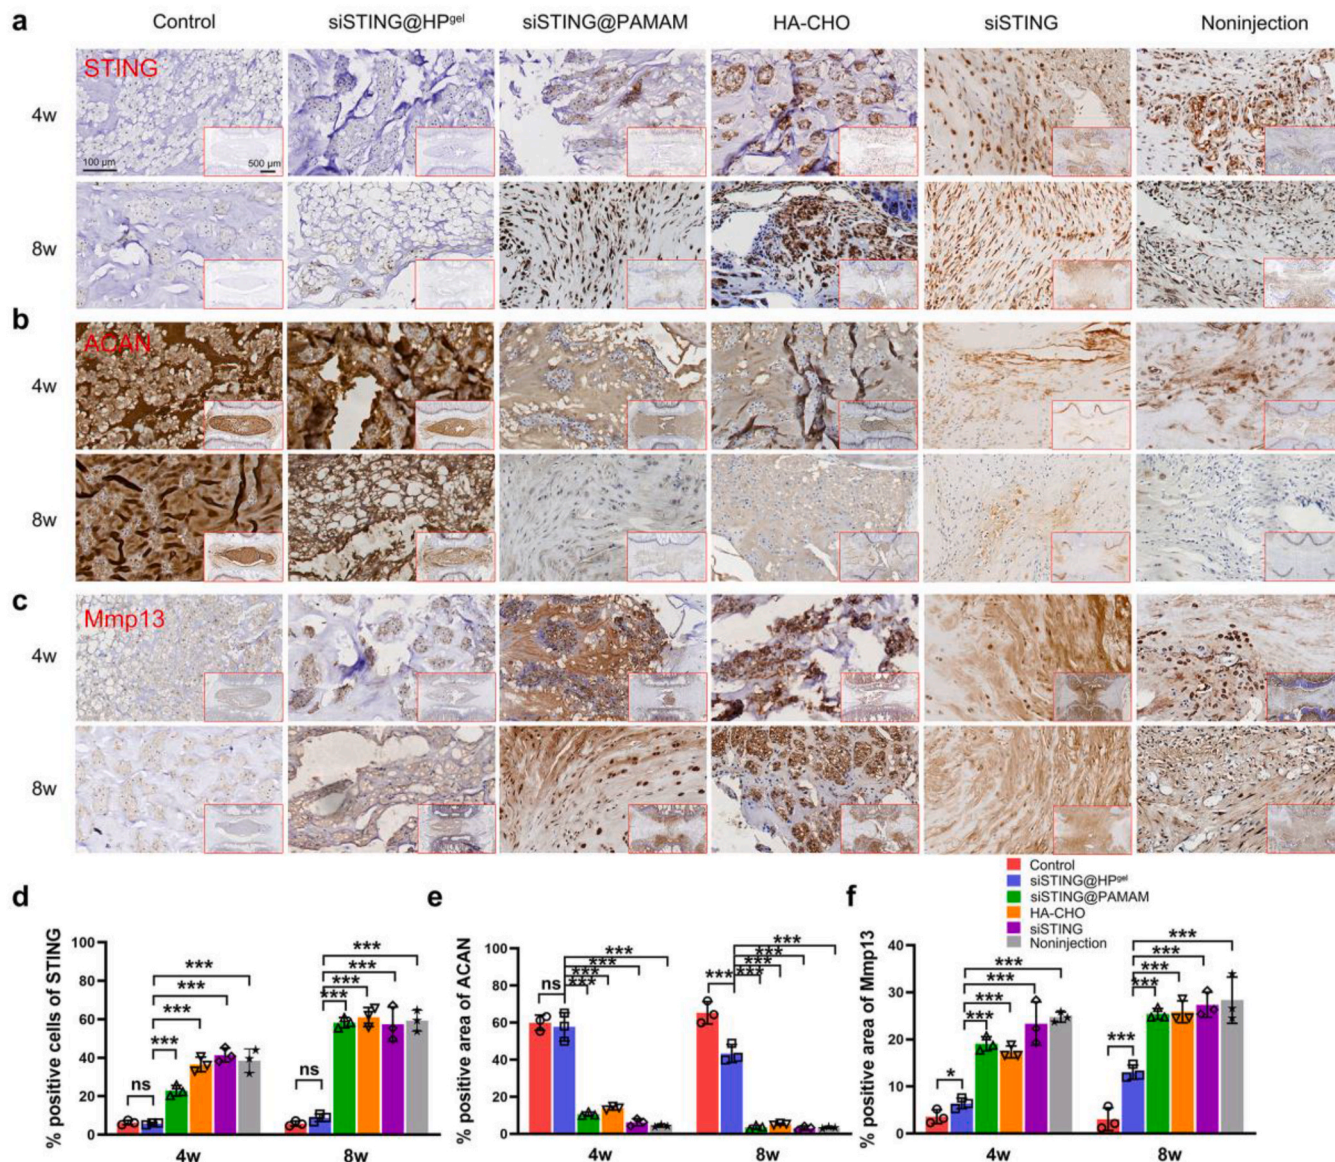 a
Control siSTING@HPgel siSTING@PAMAM HA-CHO siSTING Noninjection
STING
4w
100 μm 500 μm
8w
b
ACAN
4w
8w
c
Mmp13
4w
8w
Control
siSTING@HPgel
siSTING@PAMAM
HA-CHO
siSTING
Noninjection
d
% positive cells of STING
100
80
60
40
20
0
ns *** *** *** ***
ns *** *** *** ***
4w 8w
e
% positive area of ACAN
100
80
60
40
20
0
ns *** *** *** ***
*** *** *** *** ***
4w 8w
f
% positive area of Mmp13
40
30
20
10
0
* *** *** *** ***
*** *** *** *** ***
4w 8w